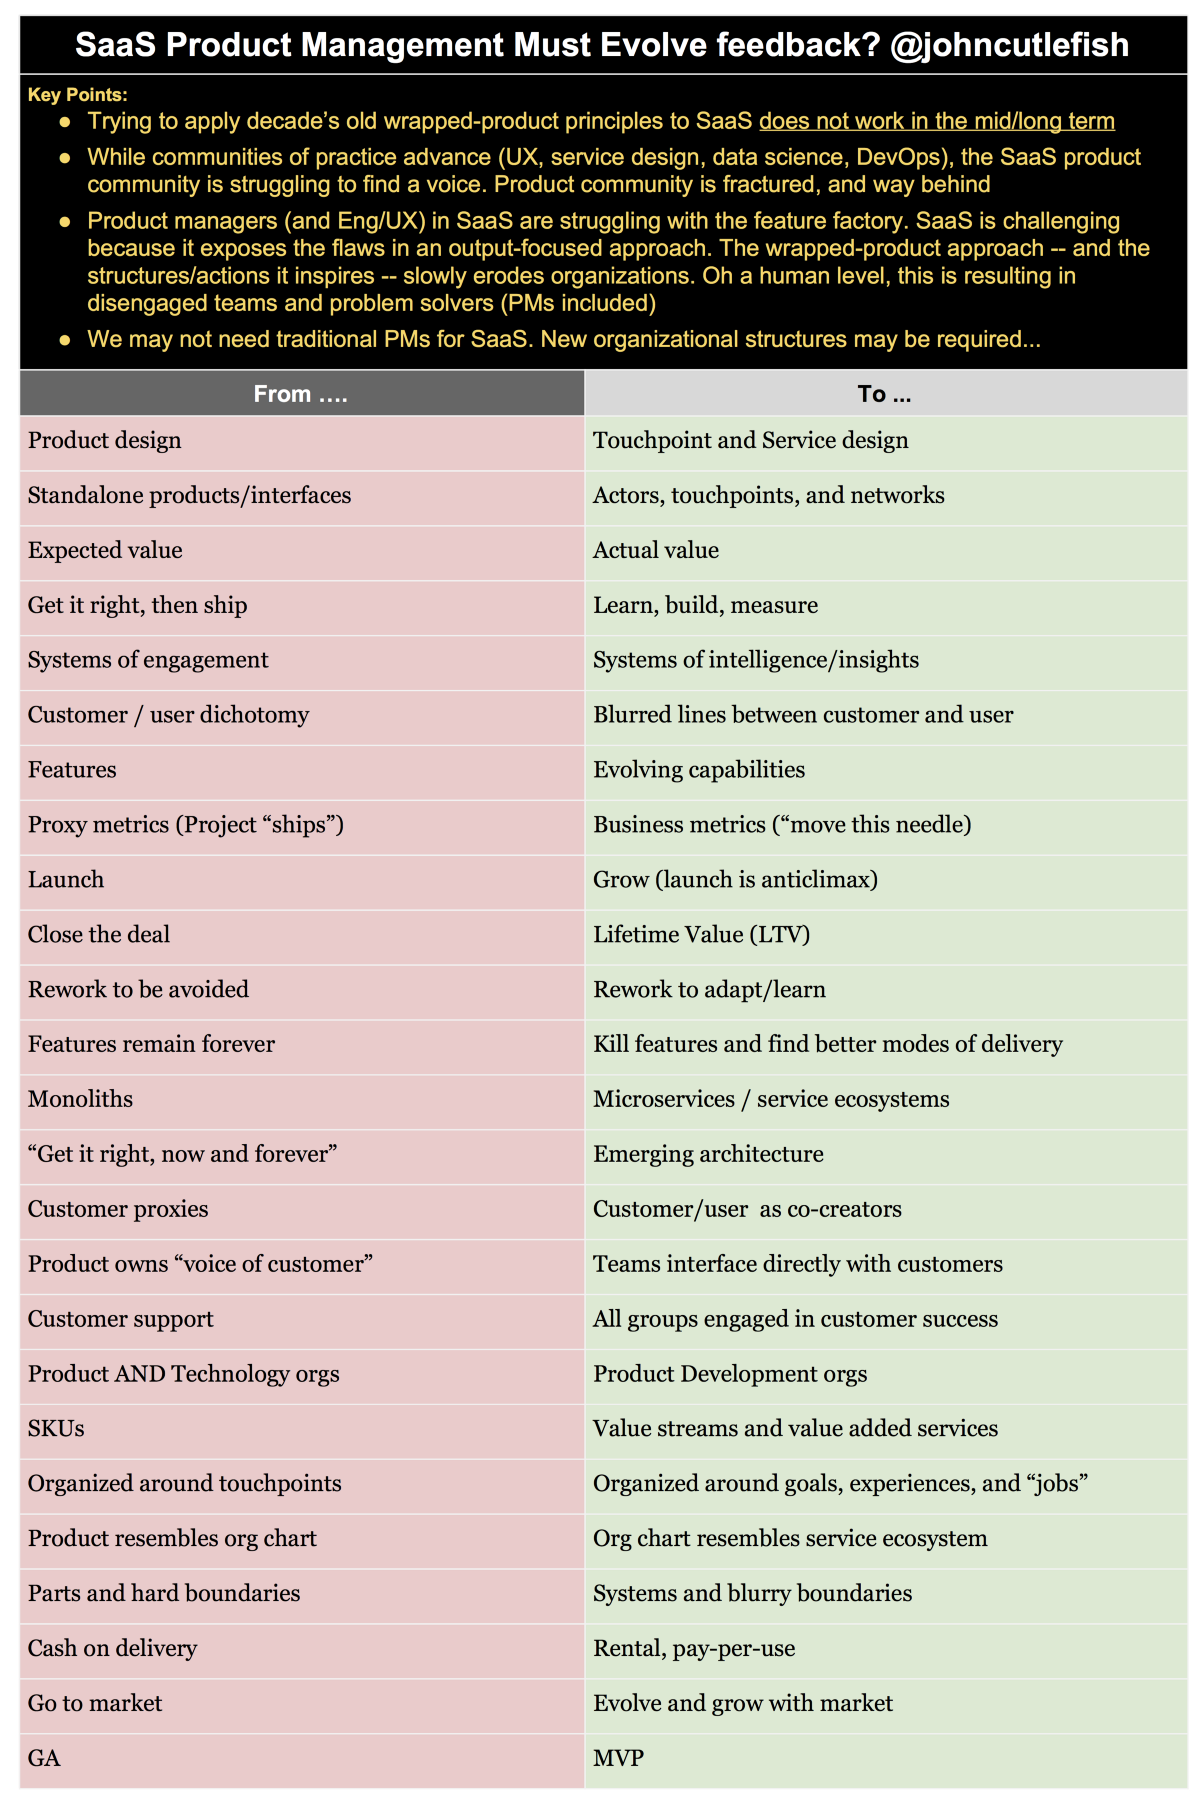 SaaS Product Management Must Evolve feedback? @johncutlefish
Key Points:
● Trying to apply decade’s old wrapped-product principles to SaaS does not work in the mid/long term
● While communities of practice advance (UX, service design, data science, DevOps), the SaaS product
community is struggling to find a voice. Product community is fractured, and way behind
● Product managers (and Eng/UX) in SaaS are struggling with the feature factory. SaaS is challenging
because it exposes the flaws in an output-focused approach. The wrapped-product approach -- and the
structures/actions it inspires -- slowly erodes organizations. Oh a human level, this is resulting in
disengaged teams and problem solvers (PMs included)
● We may not need traditional PMs for SaaS. New organizational structures may be required...
From .... To ...
Product design Touchpoint and Service design
Standalone products/interfaces Actors, touchpoints, and networks
Expected value Actual value
Get it right, then ship Learn, build, measure
Systems of engagement Systems of intelligence/insights
Customer / user dichotomy Blurred lines between customer and user
Features Evolving capabilities
Proxy metrics (Project “ships”) Business metrics (“move this needle)
Launch Grow (launch is anticlimax)
Close the deal Lifetime Value (LTV)
Rework to be avoided Rework to adapt/learn
Features remain forever Kill features and find better modes of delivery
Monoliths Microservices / service ecosystems
“Get it right, now and forever” Emerging architecture
Customer proxies Customer/user  as co-creators
Product owns “voice of customer” Teams interface directly with customers
Customer support All groups engaged in customer success
Product AND Technology orgs Product Development orgs
SKUs Value streams and value added services
Organized around touchpoints Organized around goals, experiences, and “jobs”
Product resembles org chart Org chart resembles service ecosystem
Parts and hard boundaries Systems and blurry boundaries
Cash on delivery Rental, pay-per-use
Go to market Evolve and grow with market
GA MVP